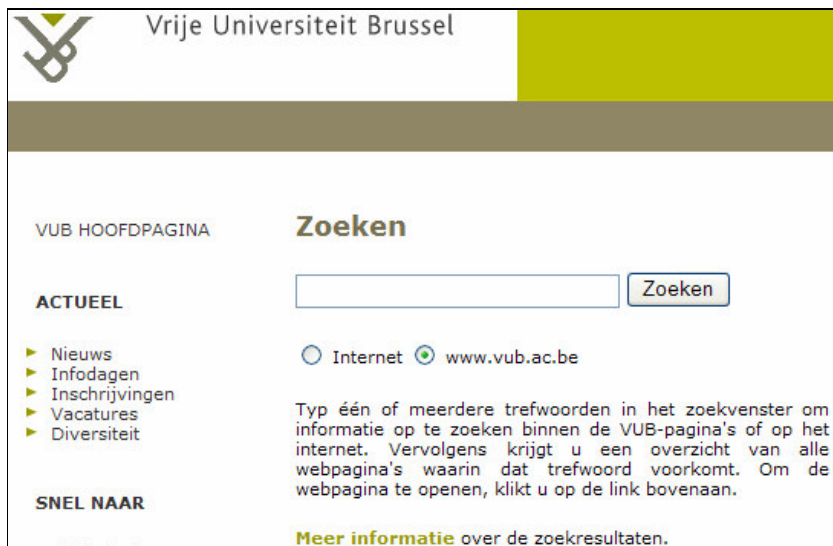 Vrije Universiteit Brussel
VUB HOOFDPAGINA
ACTUEEL
Nieuws
Infodagen
Inschrijvingen
Vacatures
Diversiteit
SNEL NAAR
Zoeken
Zoeken
Internet www.vub.ac.be
Typ één of meerdere trefwoorden in het zoekvenster om
informatie op te zoeken binnen de VUB-pagina's of op het
internet. Vervolgens krijgt u een overzicht van alle
webpagina's waarin dat trefwoord voorkomt. Om de
webpagina te openen, klikt u op de link bovenaan.
Meer informatie over de zoekresultaten.